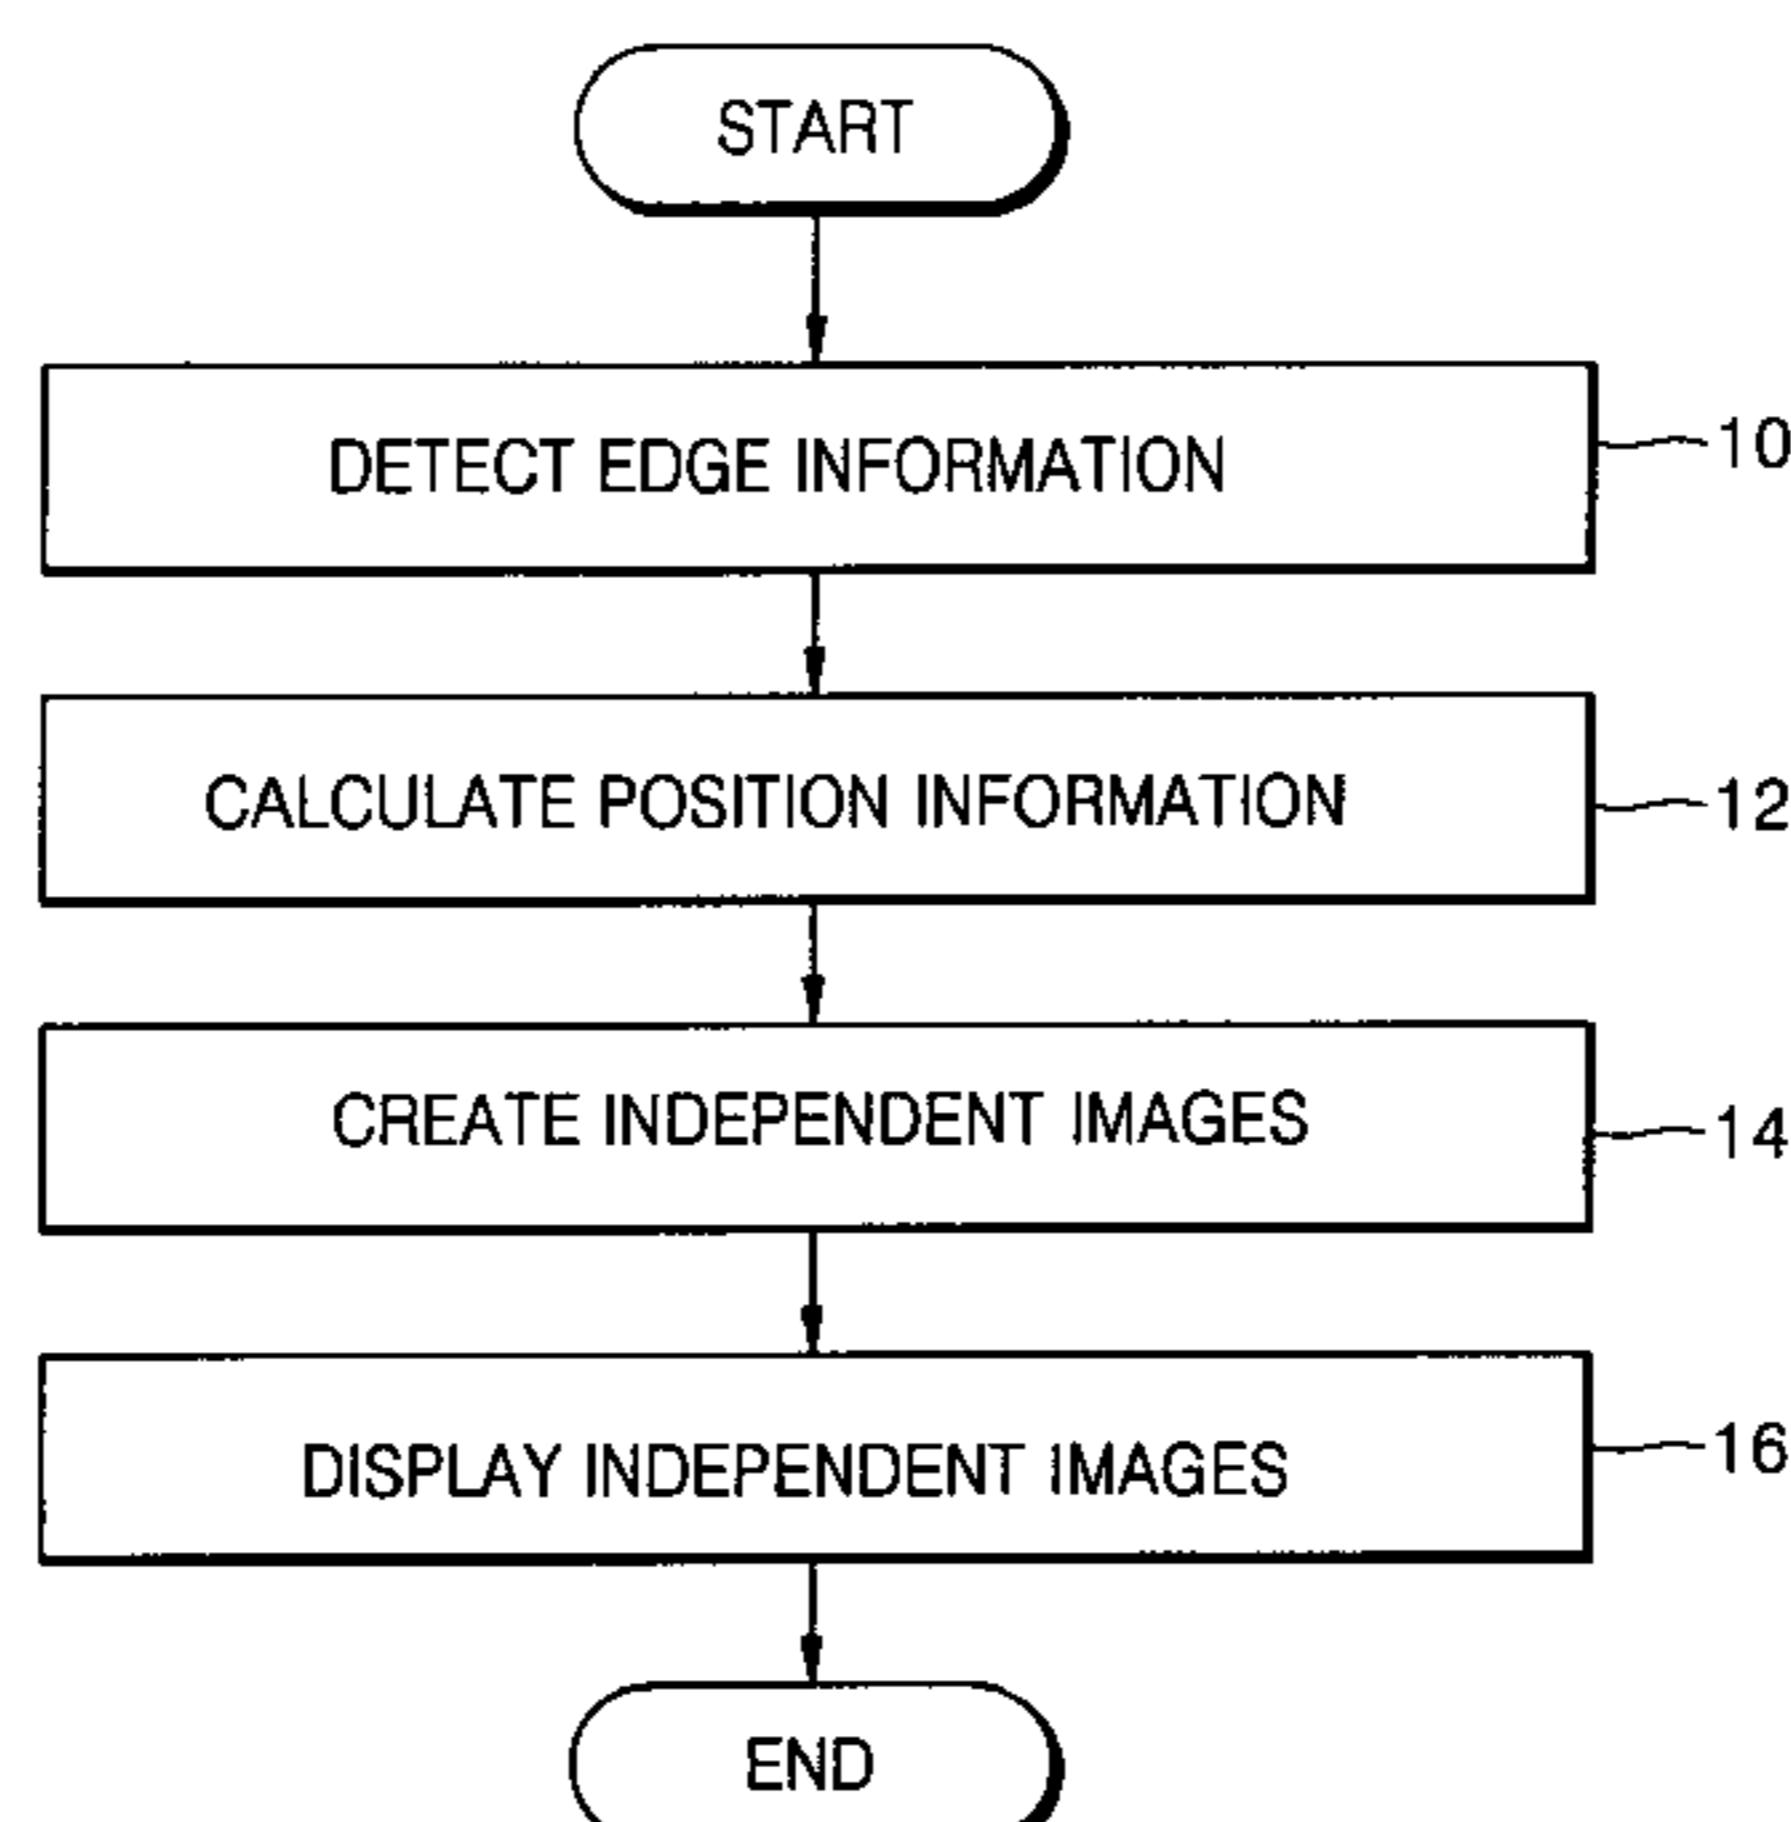 START
DETECT EDGE INFORMATION
10
CALCULATE POSITION INFORMATION
12
CREATE INDEPENDENT IMAGES
14
DISPLAY INDEPENDENT IMAGES
16
END